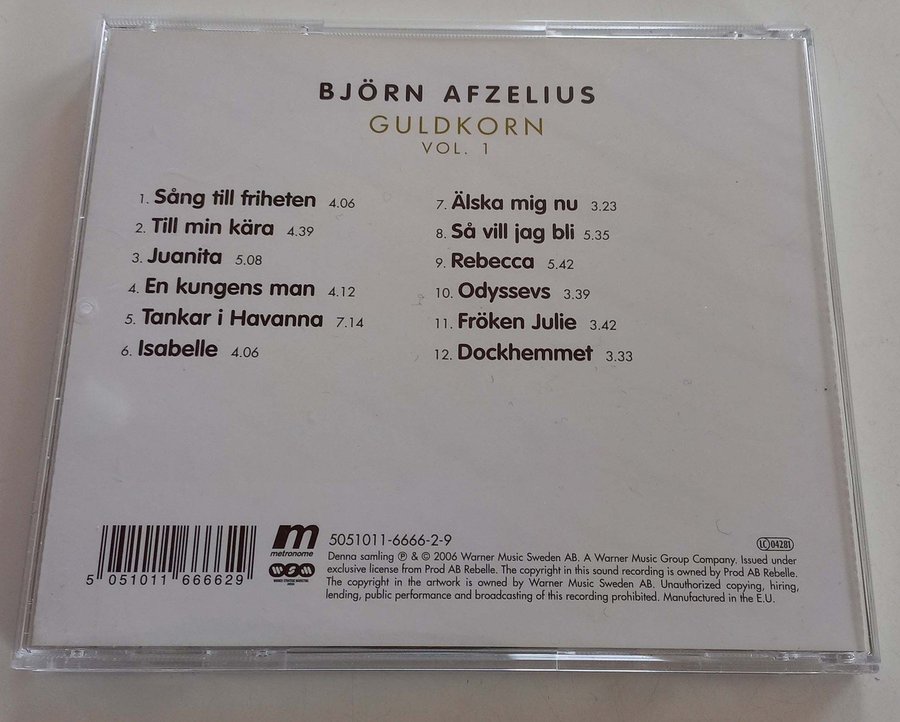 BJÖRN AFZELIUS
GULDKORN
VOL. 1
1. Sång till friheten 4.06
2. Till min kära 4.39
3. Juanita 5.08
4. En kungens man 4.12
5. Tankar i Havanna 7.14
6. Isabelle 4.06
7. Älska mig nu 3.23
8. Så vill jag bli 5.35
9. Rebecca 5.42
10. Odyssevs 3.39
11. Fröken Julie 3.42
12. Dockhemmet 3.33
5 051011 666629
m
metronome
WSM
5051011-6666-2-9
LC 04281
Denna samling ℗ & © 2006 Warner Music Sweden AB. A Warner Music Group Company. Issued under
exclusive license from Prod AB Rebelle. The copyright in this sound recording is owned by Prod AB Rebelle.
The copyright in the artwork is owned by Warner Music Sweden AB. Unauthorized copying, hiring,
lending, public performance and broadcasting of this recording prohibited. Manufactured in the E.U.